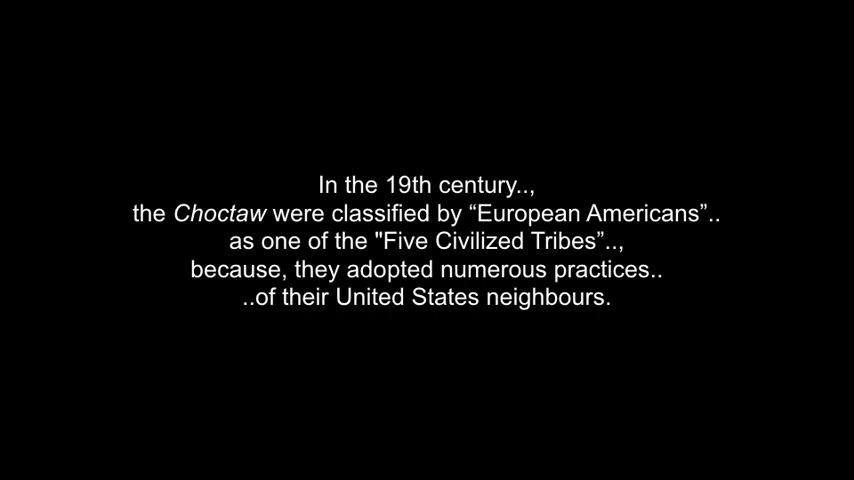 In the 19th century..,
the Choctaw were classified by “European Americans”..
as one of the "Five Civilized Tribes”..,
because, they adopted numerous practices..
..of their United States neighbours.